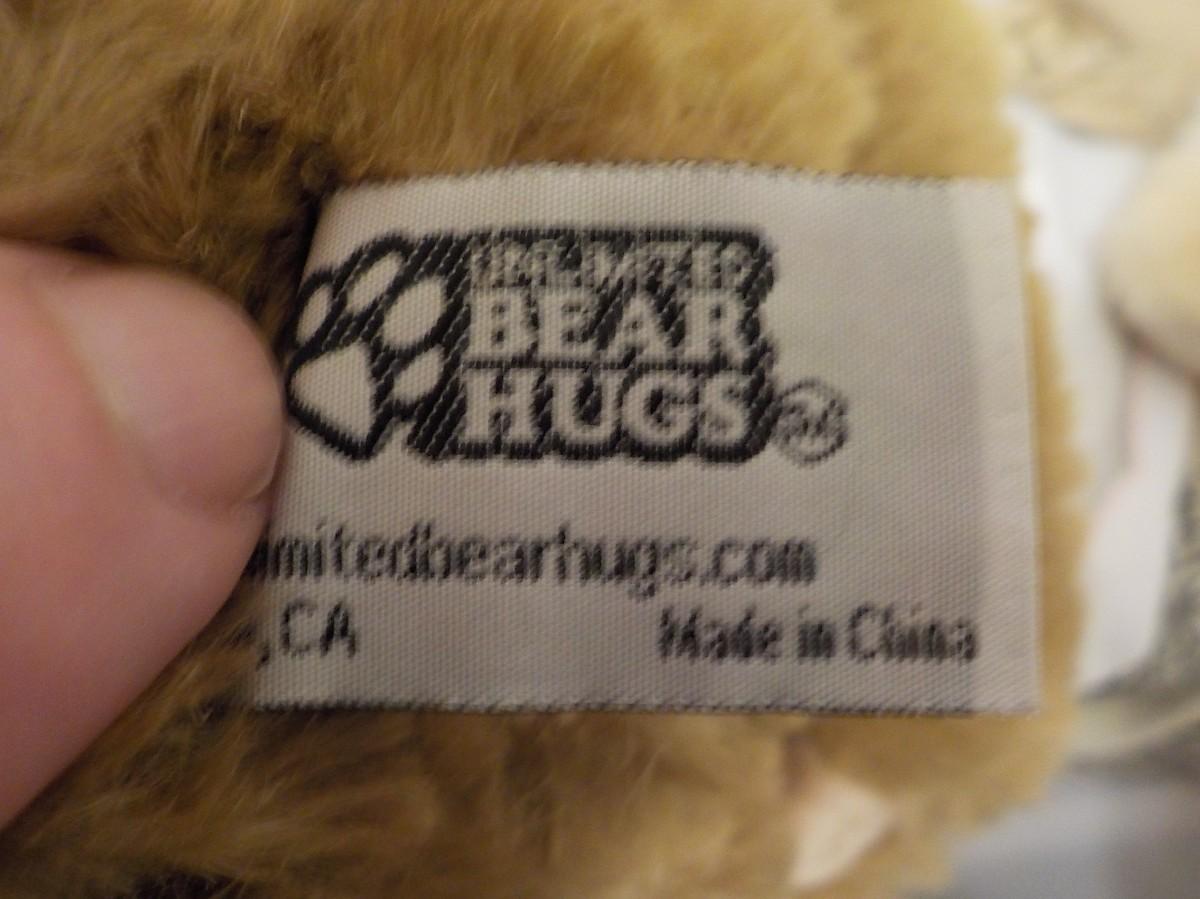 BEAR
HUGS
mitedbearhugs.com
, CA Made in China